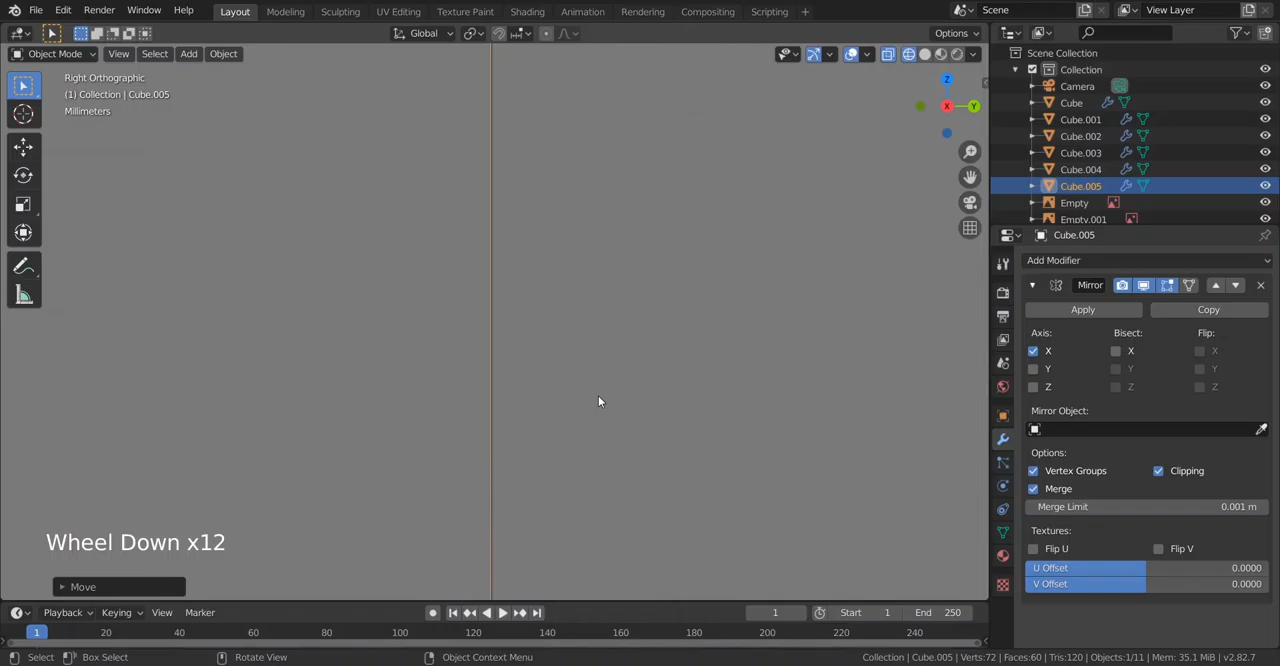 File Edit Render Window Help Layout Modeling Sculpting UV Editing Texture Paint Shading Animation Rendering Compositing Scripting + Scene View Layer
Global Options
Object Mode View Select Add Object
Right Orthographic
(1) Collection | Cube.005
Millimeters
Z
X
Y
Scene Collection
Collection
Camera
Cube
Cube.001
Cube.002
Cube.003
Cube.004
Cube.005
Empty
Empty.001
Cube.005
Add Modifier
Mirror
Apply Copy
Axis: Bisect: Flip:
X X X
Y Y Y
Z Z Z
Mirror Object:
Options:
Vertex Groups Clipping
Merge
Merge Limit 0.001 m
Textures:
Flip U Flip V
U Offset 0.0000
V Offset 0.0000
Wheel Down x12
Move
Playback Keying View Marker 1 Start 1 End 250
1 20 40 60 80 100 120 140 160 180 200 220 240
Select Box Select Rotate View Object Context Menu Collection | Cube.005 | Verts:72 | Faces:60 | Tris:120 | Objects:1/11 | Mem: 35.1 MiB | v2.82.7